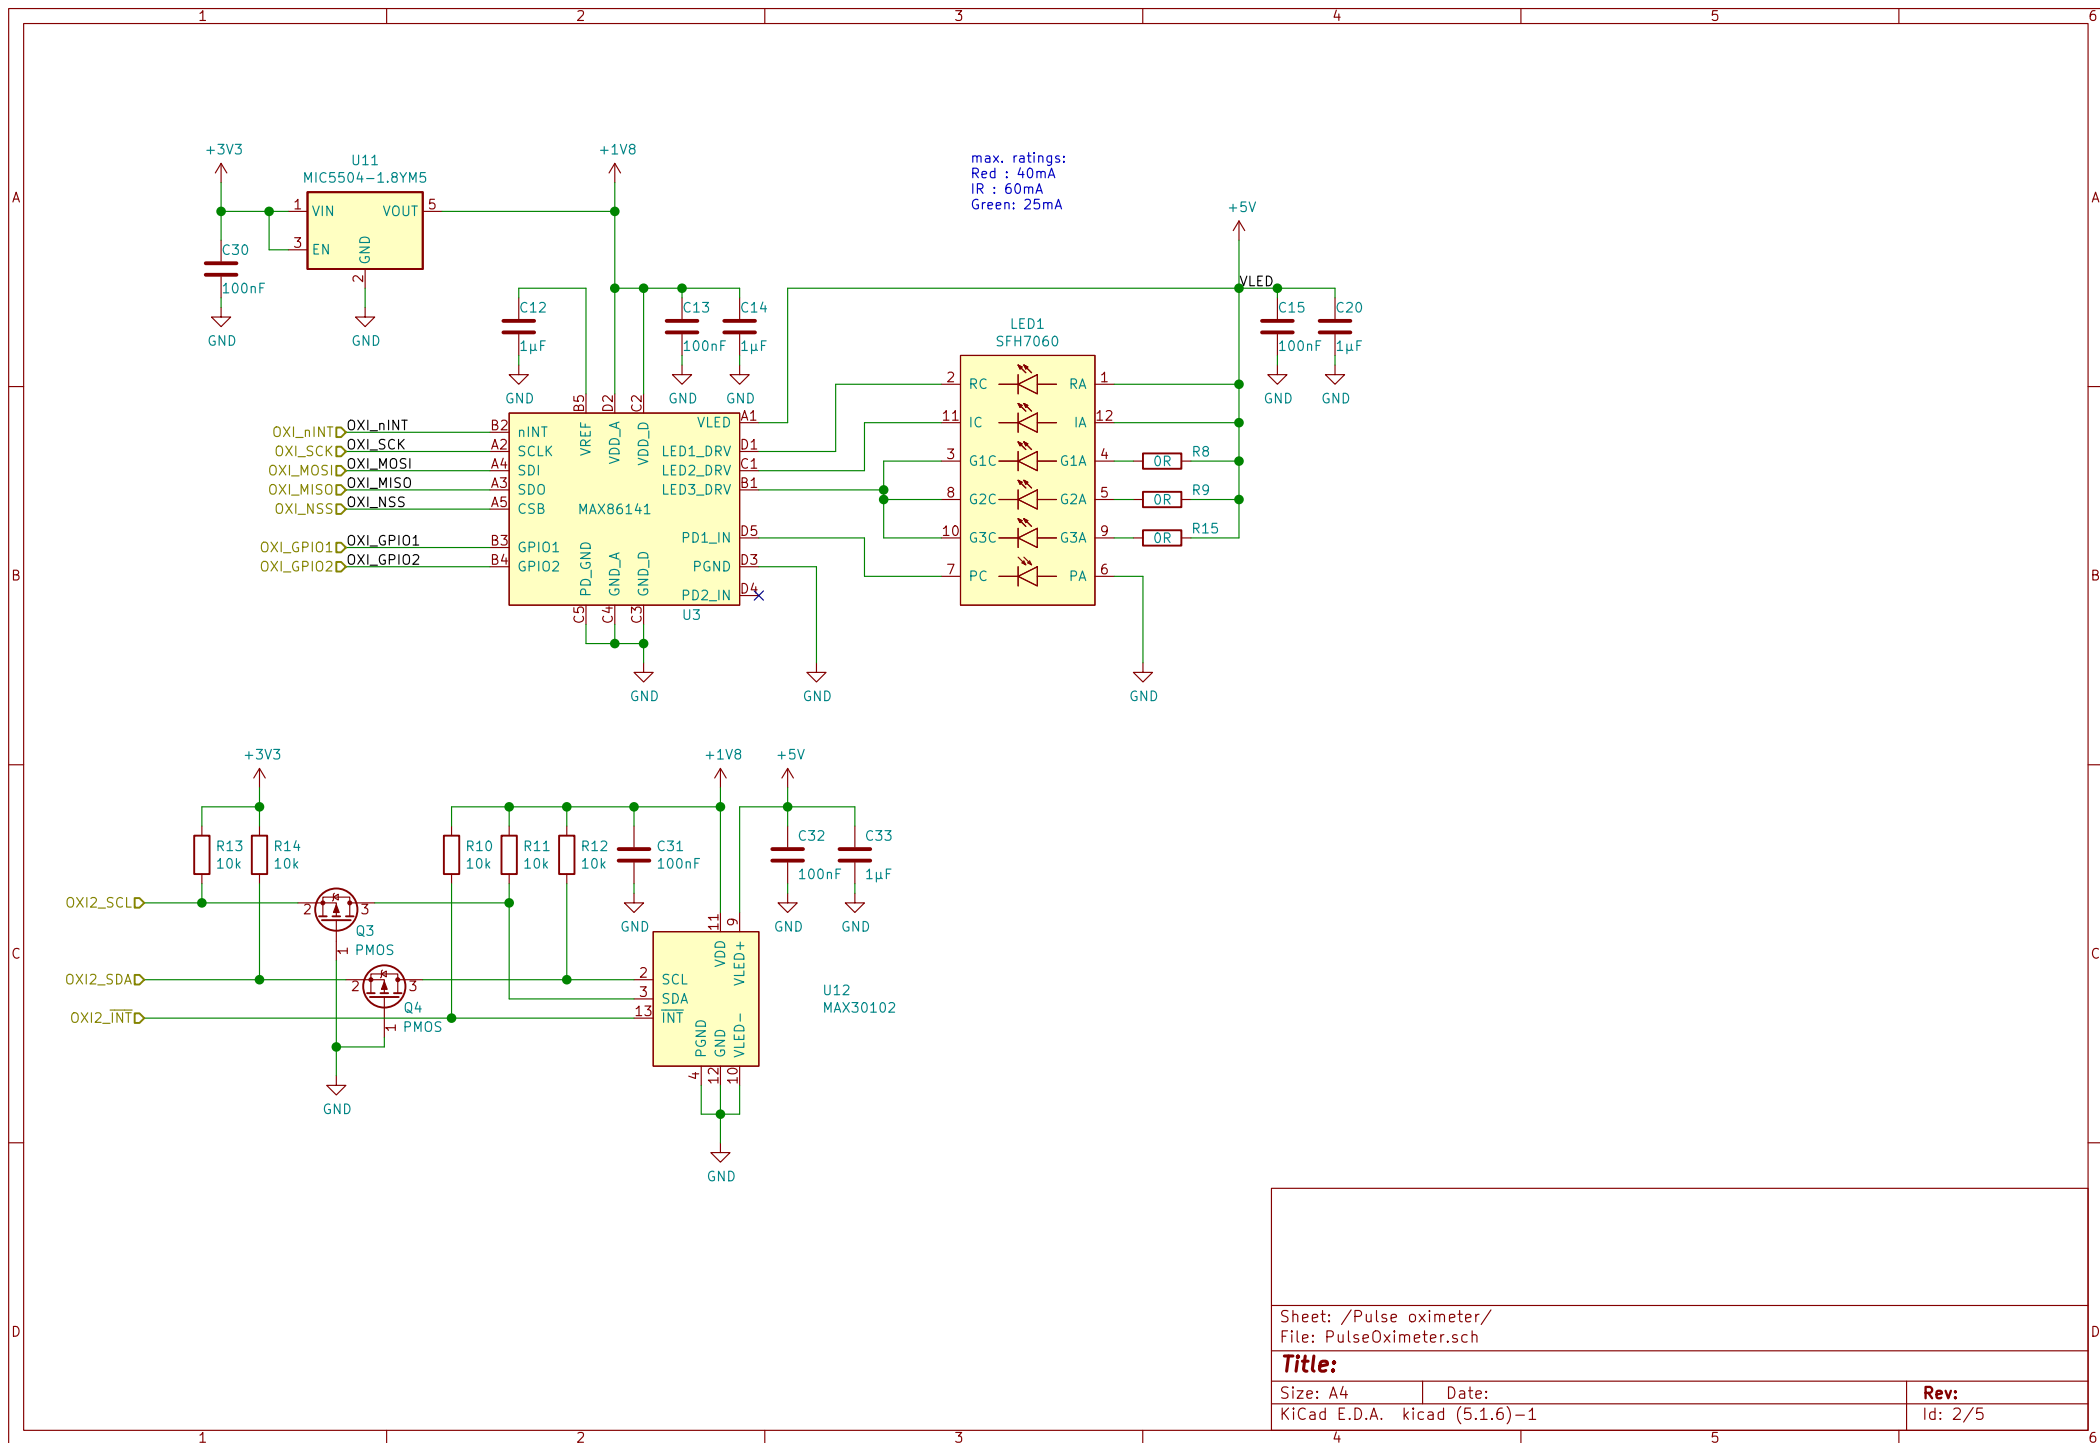 1 2 3 4 5 6
A
B
C
D
+3V3
U11
MIC5504-1.8YM5
1 VIN VOUT 5
3 EN
GND
2
C30
100nF
GND
GND
+1V8
max. ratings:
Red : 40mA
IR : 60mA
Green: 25mA
+5V
VLED
C12
1µF
GND
C13
100nF
GND
C14
1µF
GND
C15
100nF
GND
C20
1µF
GND
LED1
SFH7060
2 RC RA 1
11 IC IA 12
3 G1C G1A 4
8 G2C G2A 5
10 G3C G3A 9
7 PC PA 6
0R R8
0R R9
0R R15
GND
OXI_nINT OXI_nINT B2 nINT
OXI_SCK OXI_SCK A2 SCLK
OXI_MOSI OXI_MOSI A4 SDI
OXI_MISO OXI_MISO A3 SDO
OXI_NSS OXI_NSS A5 CSB
OXI_GPIO1 OXI_GPIO1 B3 GPIO1
OXI_GPIO2 OXI_GPIO2 B4 GPIO2
B5 VREF
D2 VDD_A
C2 VDD_D
MAX86141
VLED A1
LED1_DRV D1
LED2_DRV C1
LED3_DRV B1
PD1_IN D5
PGND D3
PD2_IN D4
U3
PD_GND C5
GND_A C4
GND_D C3
GND
GND
+3V3
R13
10k
R14
10k
+1V8
+5V
R10
10k
R11
10k
R12
10k
C31
100nF
GND
C32
100nF
GND
C33
1µF
GND
OXI2_SCL
2 3
Q3
PMOS
1
OXI2_SDA
2 3
Q4
PMOS
1
OXI2_INT
GND
11 VDD
9 VLED+
2 SCL
3 SDA
13 INT
PGND 4
GND 12
VLED- 10
U12
MAX30102
GND
Sheet: /Pulse oximeter/
File: PulseOximeter.sch
Title:
Size: A4 Date: Rev:
KiCad E.D.A. kicad (5.1.6)-1 Id: 2/5
A
B
C
D
1 2 3 4 5 6